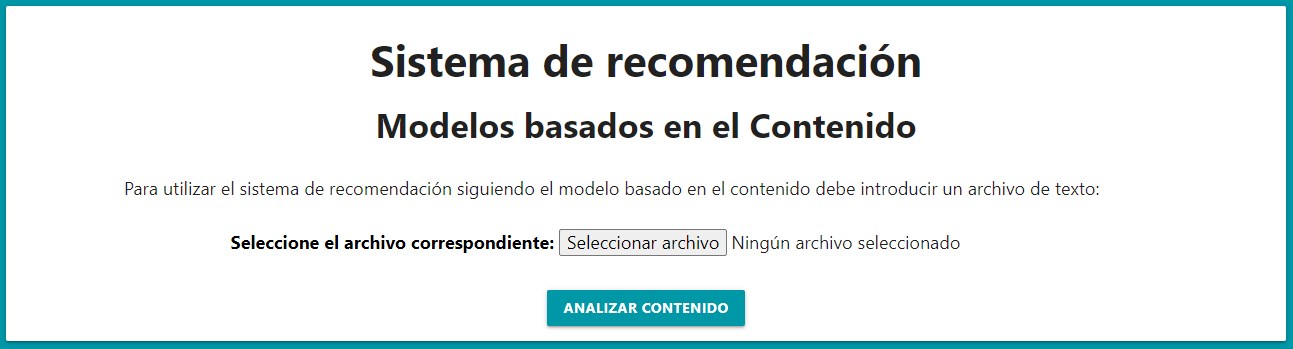 Sistema de recomendación
Modelos basados en el Contenido
Para utilizar el sistema de recomendación siguiendo el modelo basado en el contenido debe introducir un archivo de texto:
Seleccione el archivo correspondiente: Seleccionar archivo Ningún archivo seleccionado
ANALIZAR CONTENIDO